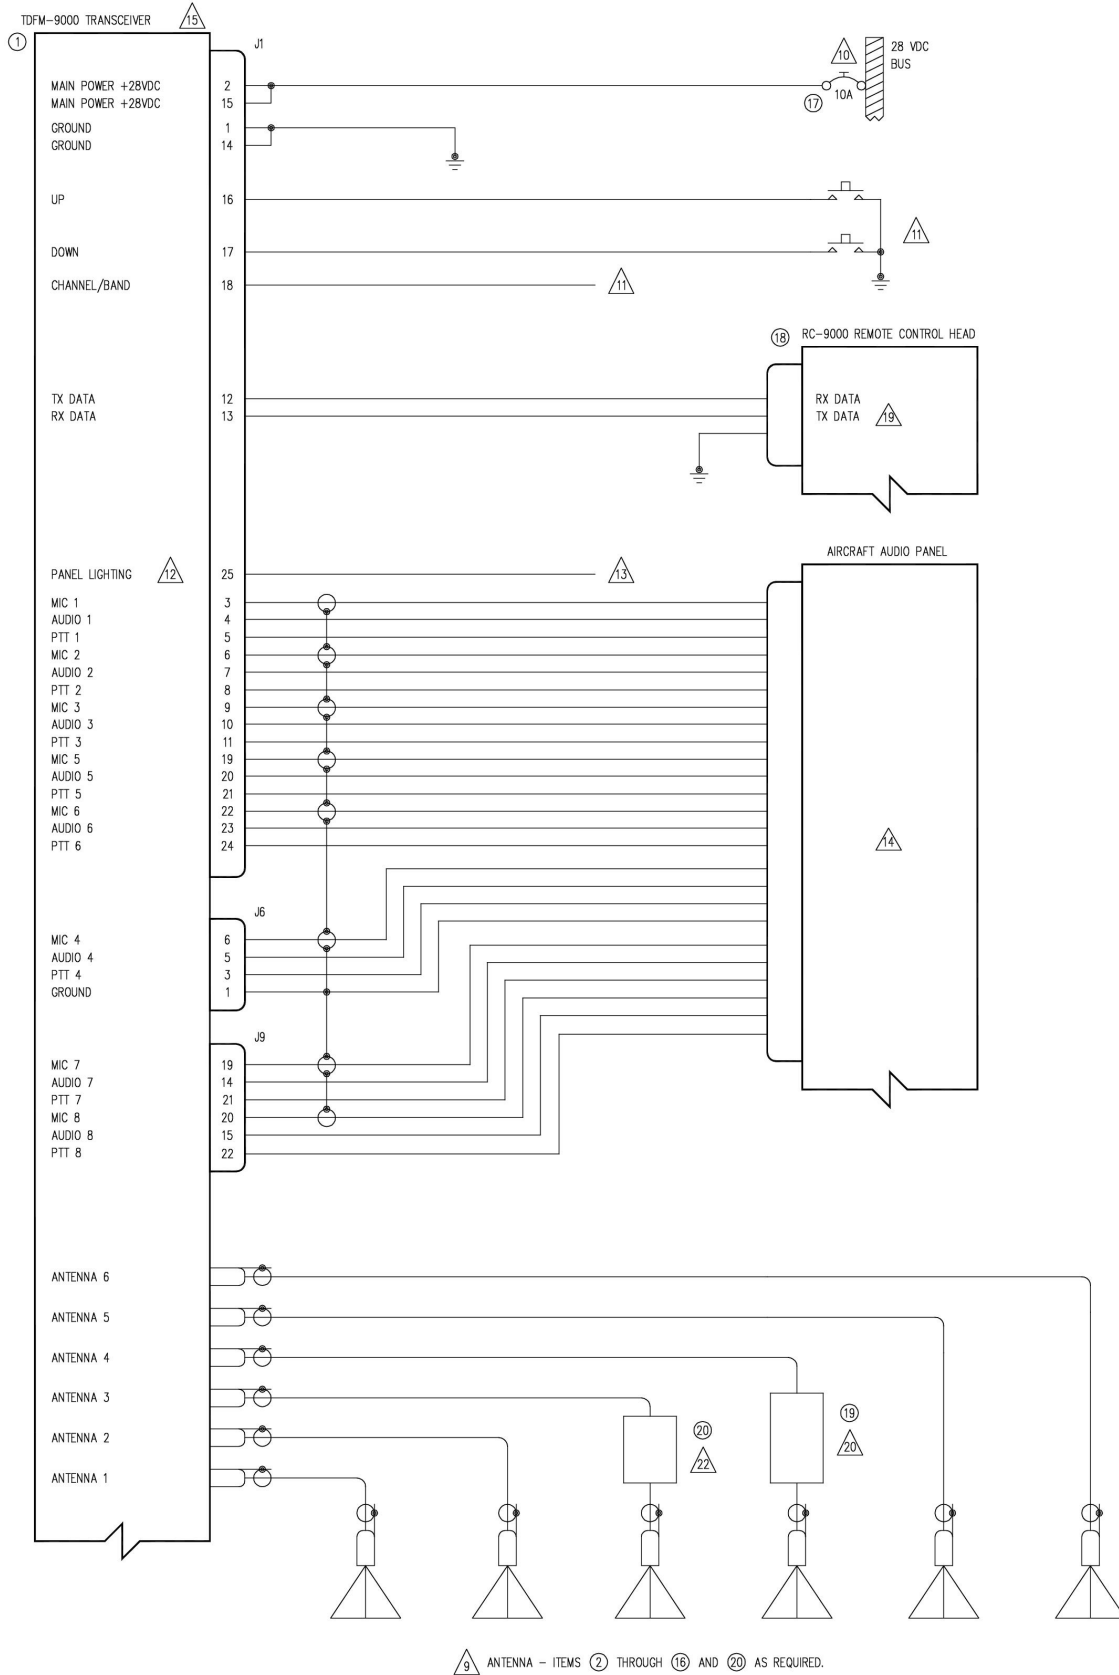 TDFM-9000 TRANSCEIVER 15
1
J1
10
28 VDC
BUS
MAIN POWER +28VDC 2
10A
17
MAIN POWER +28VDC 15
GROUND 1
GROUND 14
UP 16
11
DOWN 17
CHANNEL/BAND 18 11
18 RC-9000 REMOTE CONTROL HEAD
TX DATA 12 RX DATA
RX DATA 13 TX DATA 19
AIRCRAFT AUDIO PANEL
PANEL LIGHTING 12 25 13
MIC 1 3
AUDIO 1 4
PTT 1 5
MIC 2 6
AUDIO 2 7
PTT 2 8
MIC 3 9
AUDIO 3 10
PTT 3 11
MIC 5 19
AUDIO 5 20
PTT 5 21
MIC 6 22
AUDIO 6 23
PTT 6 24
14
J6
MIC 4 6
AUDIO 4 5
PTT 4 3
GROUND 1
J9
MIC 7 19
AUDIO 7 14
PTT 7 21
MIC 8 20
AUDIO 8 15
PTT 8 22
ANTENNA 6
ANTENNA 5
ANTENNA 4
ANTENNA 3
19
20
20
22
ANTENNA 2
ANTENNA 1
9 ANTENNA - ITEMS 2 THROUGH 16 AND 20 AS REQUIRED.